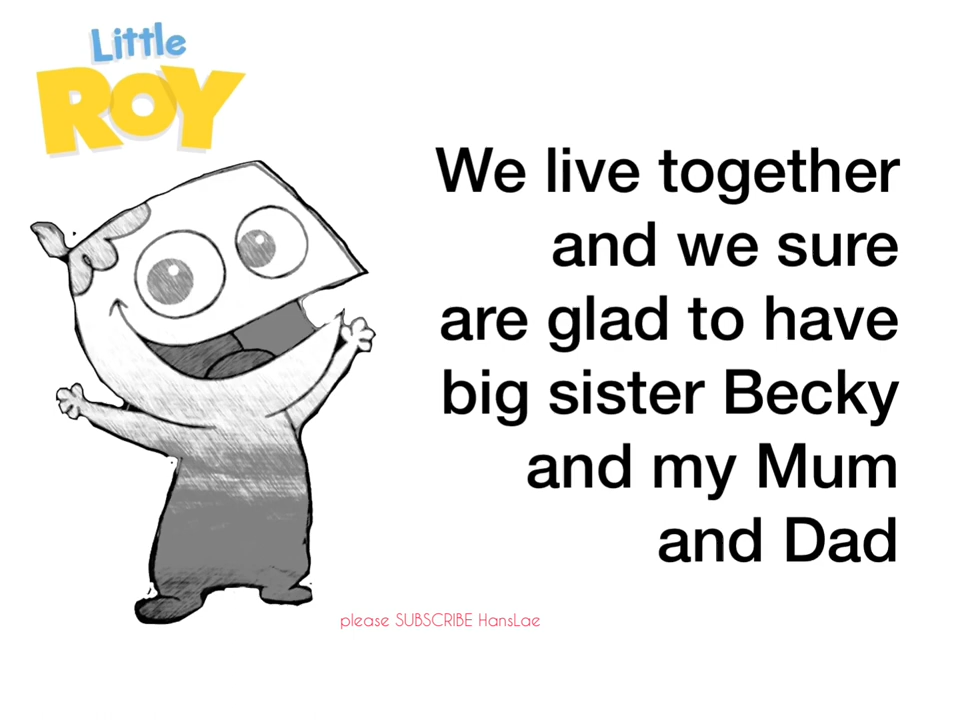 Little
ROY
We live together
and we sure
are glad to have
big sister Becky
and my Mum
and Dad
please SUBSCRIBE HansLae